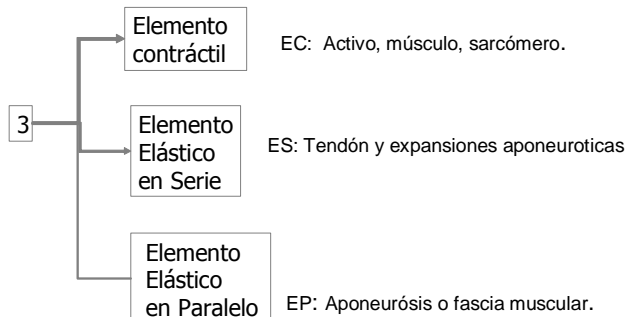 Elemento
contráctil
EC: Activo, músculo, sarcómero.
3
Elemento
Elástico
en Serie
ES: Tendón y expansiones aponeuroticas
Elemento
Elástico
en Paralelo
EP: Aponeurósis o fascia muscular.